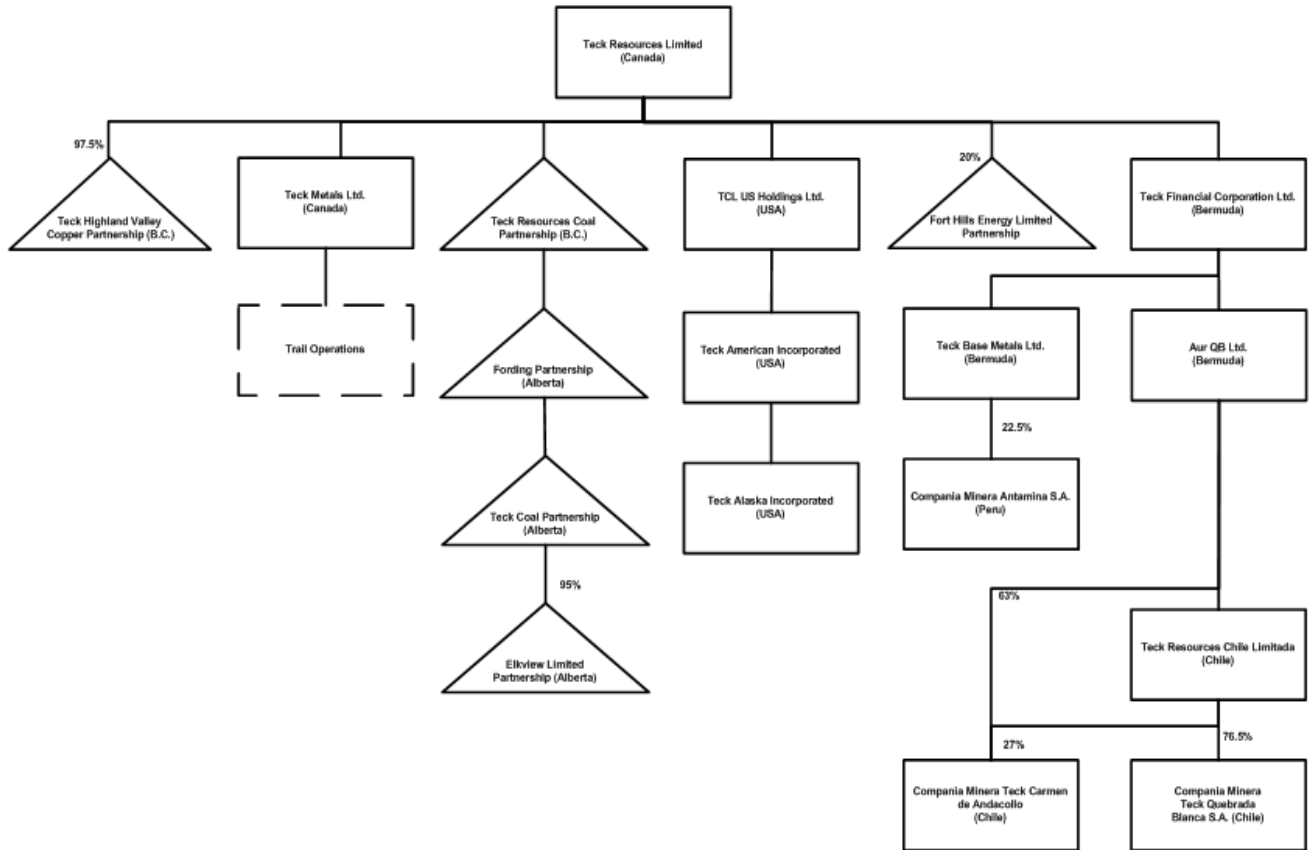 Teck Resources Limited
(Canada)
97.5%
20%
Teck Highland Valley
Copper Partnership (B.C.)
Teck Metals Ltd.
(Canada)
Teck Resources Coal
Partnership (B.C.)
TCL US Holdings Ltd.
(USA)
Fort Hills Energy Limited
Partnership
Teck Financial Corporation Ltd.
(Bermuda)
Trail Operations
Fording Partnership
(Alberta)
Teck American Incorporated
(USA)
Teck Base Metals Ltd.
(Bermuda)
Aur QB Ltd.
(Bermuda)
22.5%
Teck Coal Partnership
(Alberta)
Teck Alaska Incorporated
(USA)
Compania Minera Antamina S.A.
(Peru)
95%
63%
Elkview Limited
Partnership (Alberta)
Teck Resources Chile Limitada
(Chile)
27%
76.5%
Compania Minera Teck Carmen
de Andacollo
(Chile)
Compania Minera
Teck Quebrada
Blanca S.A. (Chile)